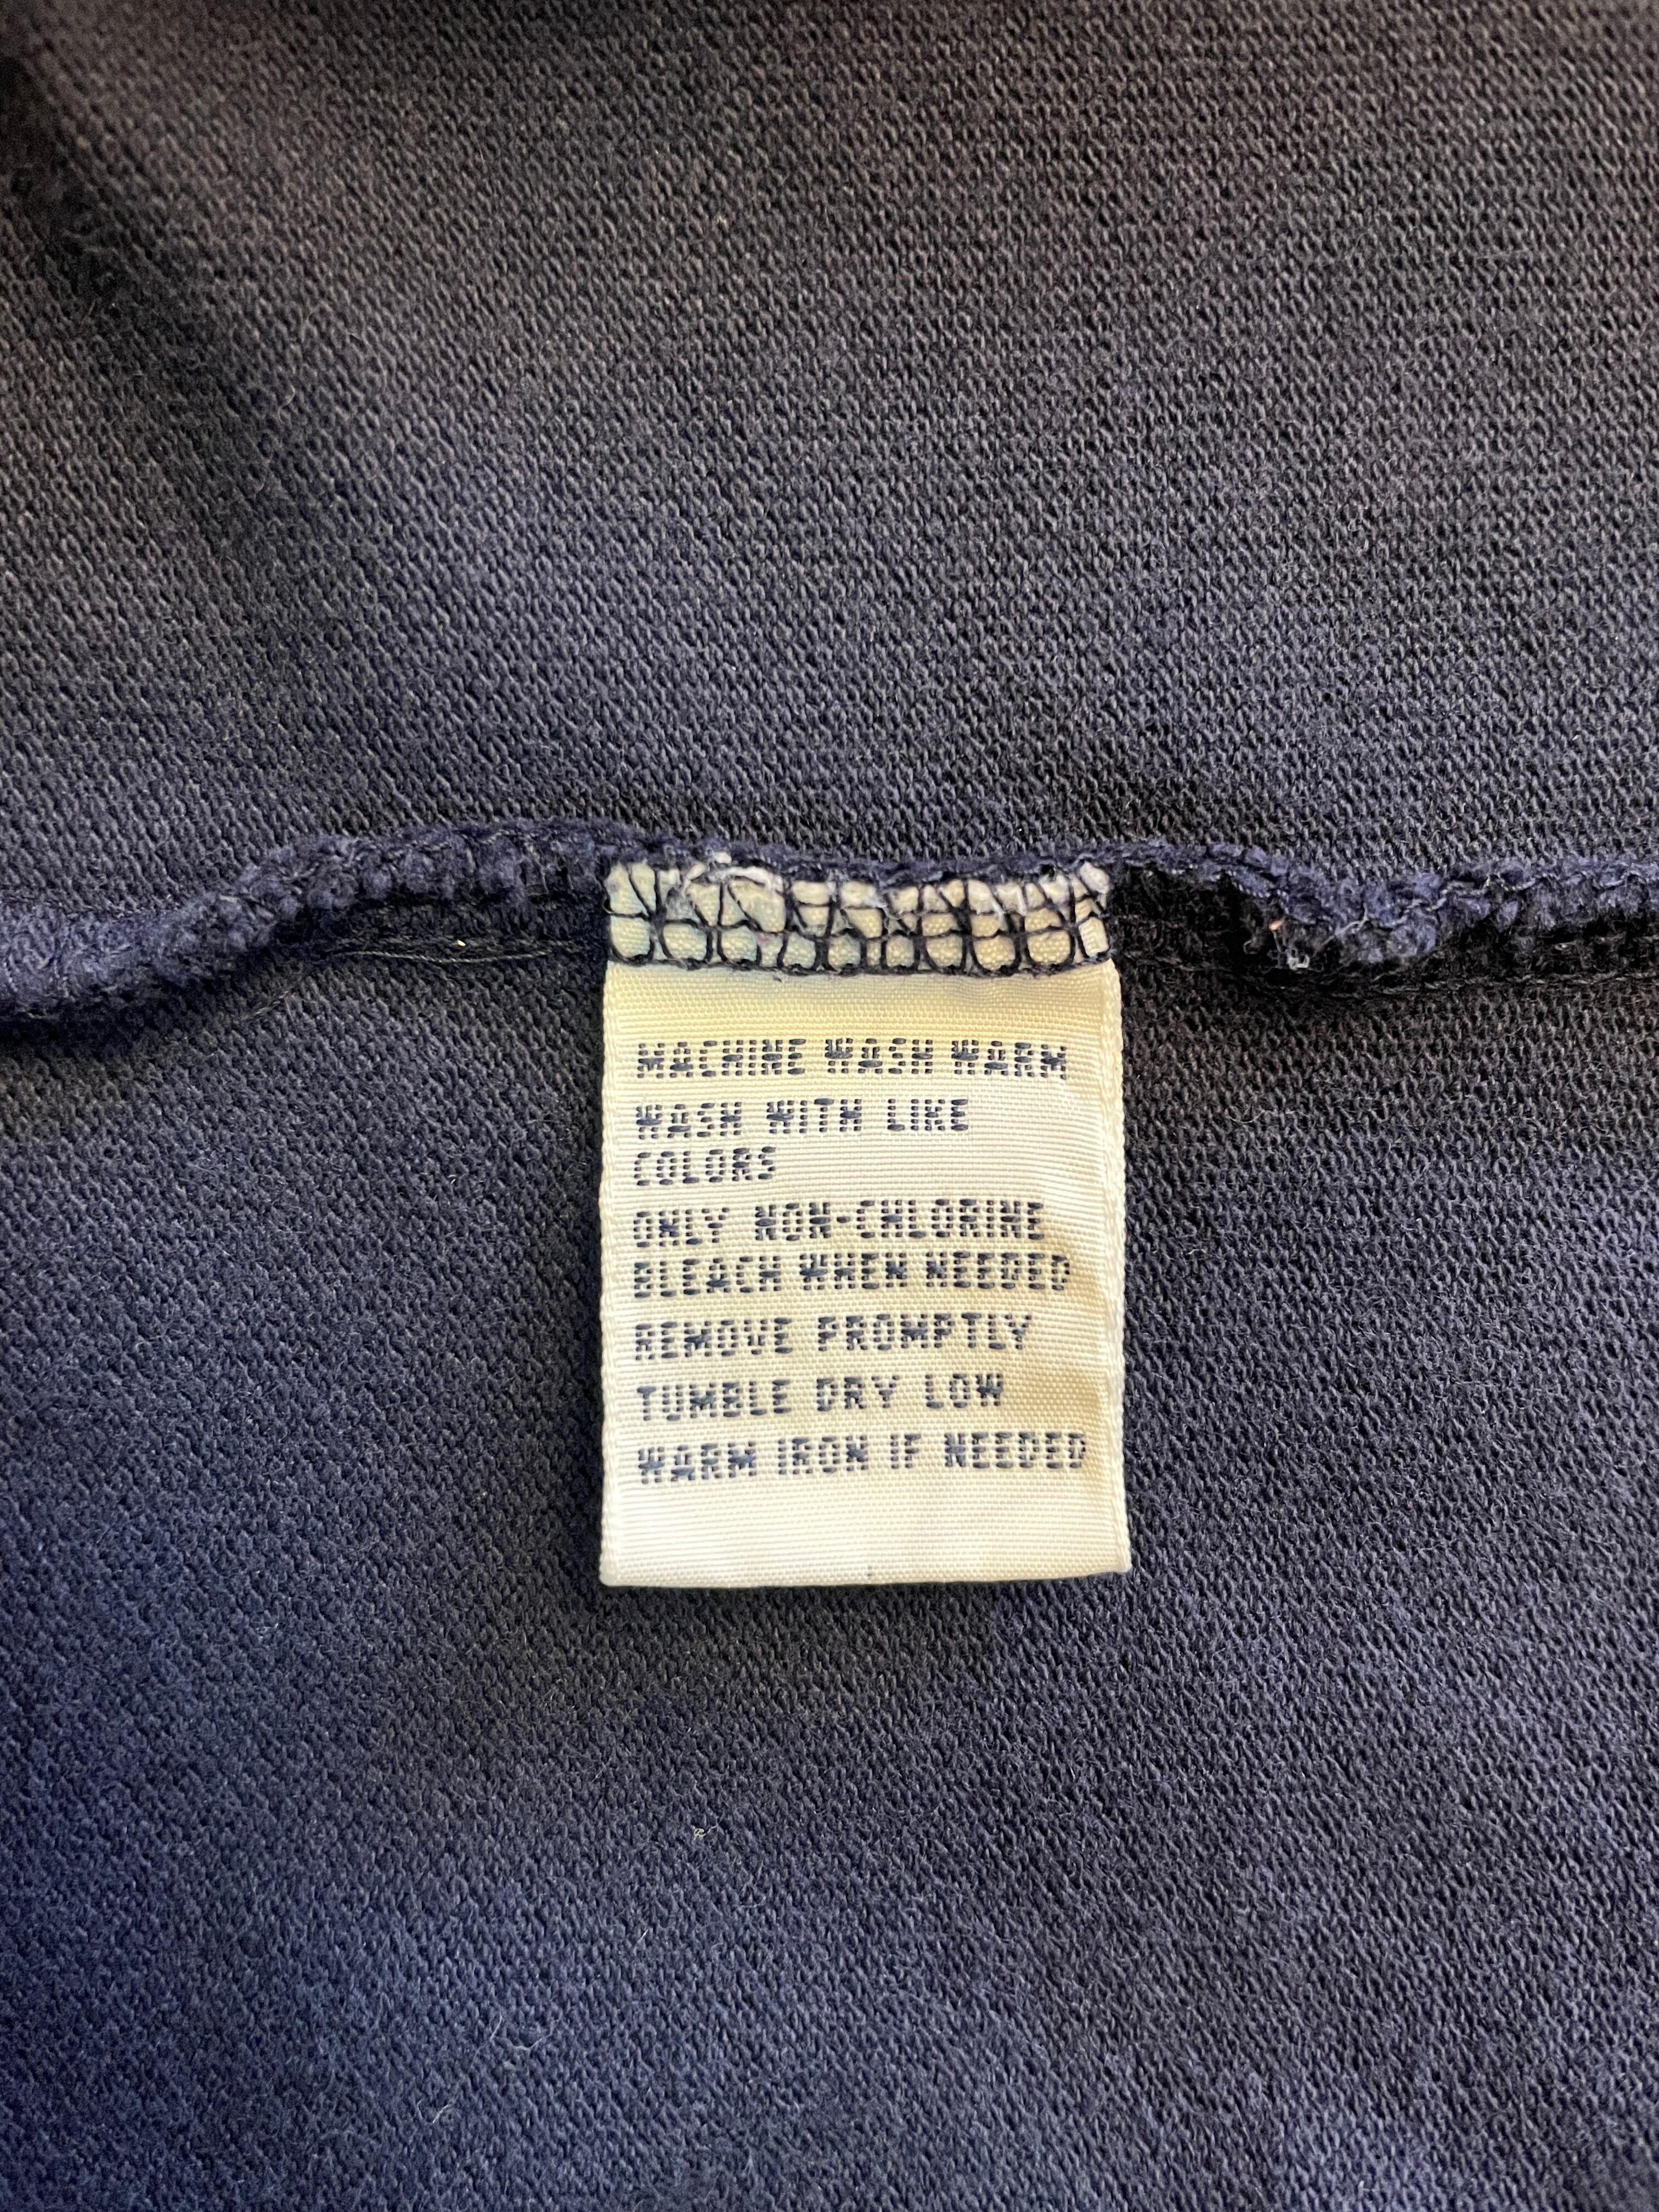 MACHINE WASH WARM
WASH WITH LIKE
COLORS
ONLY NON-CHLORINE
BLEACH WHEN NEEDED
REMOVE PROMPTLY
TUMBLE DRY LOW
WARM IRON IF NEEDED